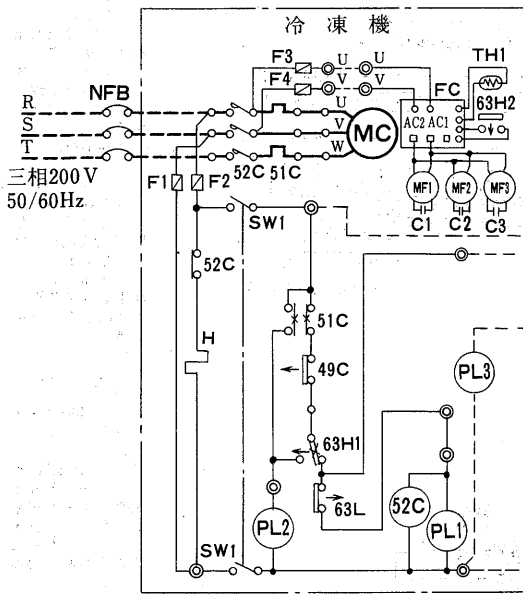 冷凍機
F3 U U
F4 V V
TH1
FC
63H2
NFB
R
S
T
U
V
W
MC
AC2 AC1
三相200V
50/60Hz
F1 F2
52C 51C
MF1 MF2 MF3
C1 C2 C3
SW1
52C
51C
H
49C
PL3
63H1
63L
52C
PL2
PL1
SW1